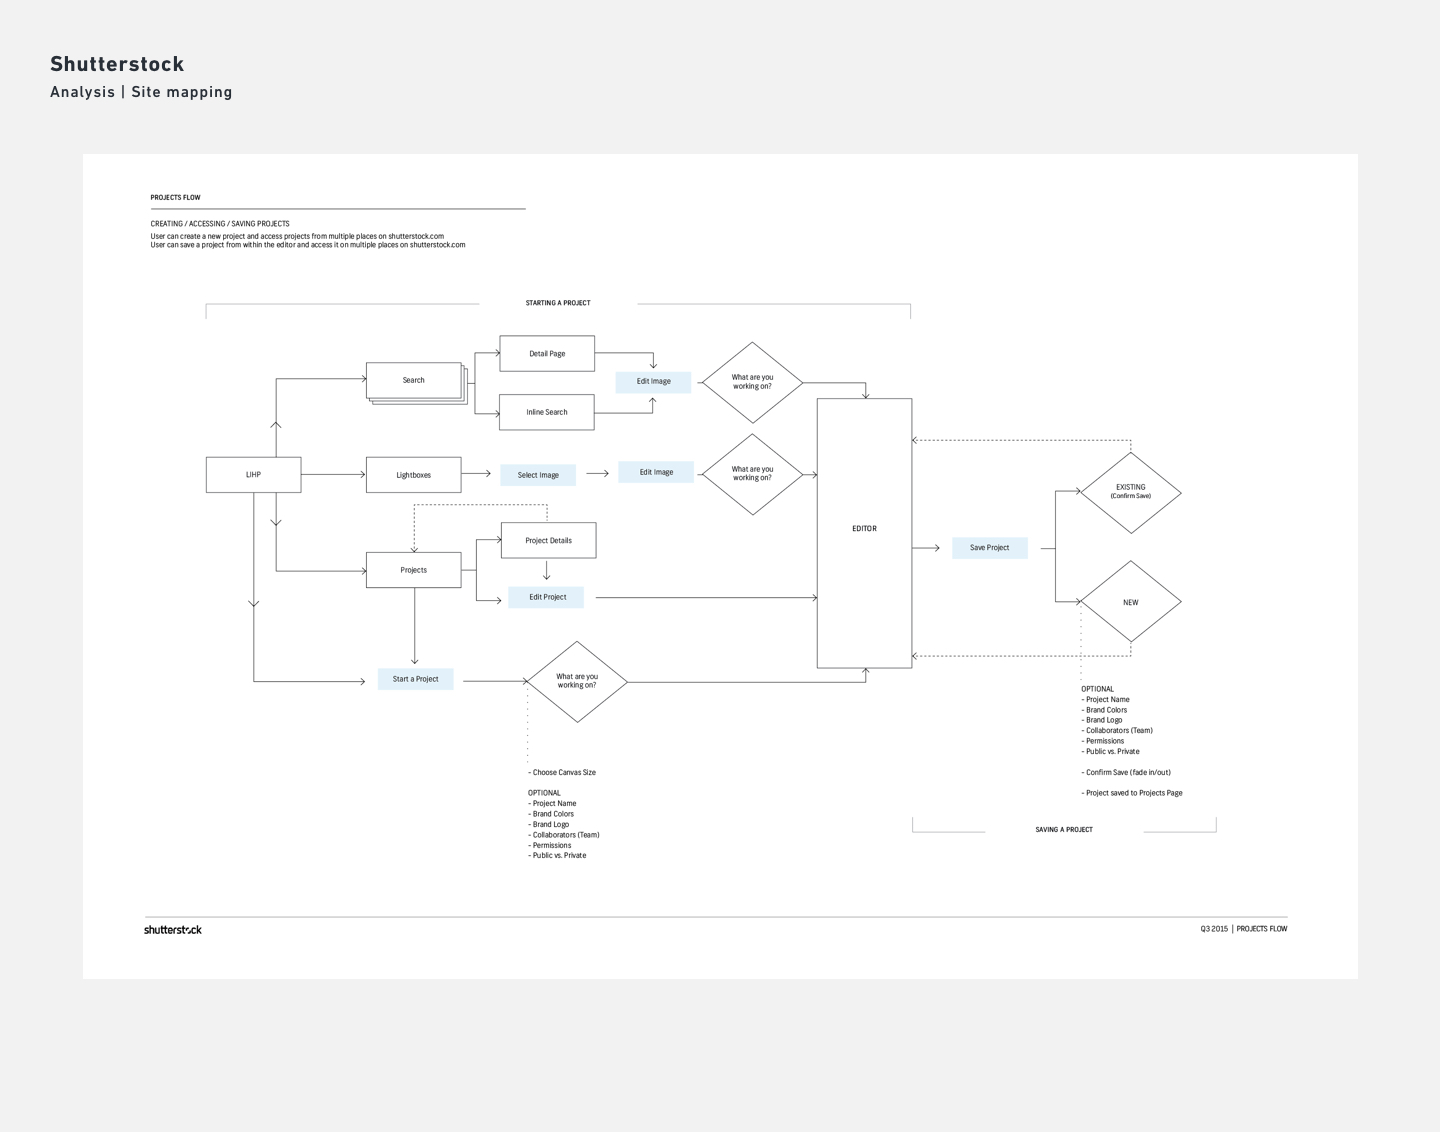 Shutterstock
Analysis | Site mapping
PROJECTS FLOW
CREATING / ACCESSING / SAVING PROJECTS
User can create a new project and access projects from multiple places on shutterstock.com
User can save a project from within the editor and access it on multiple places on shutterstock.com
STARTING A PROJECT
Detail Page
Search
Edit Image
What are you
working on?
Inline Search
LIHP
Lightboxes
Select Image
Edit Image
What are you
working on?
EXISTING
(Confirm Save)
EDITOR
Project Details
Save Project
Projects
Edit Project
NEW
Start a Project
What are you
working on?
OPTIONAL
- Project Name
- Brand Colors
- Brand Logo
- Collaborators (Team)
- Permissions
- Public vs. Private
- Confirm Save (fade in/out)
- Project saved to Projects Page
- Choose Canvas Size
OPTIONAL
- Project Name
- Brand Colors
- Brand Logo
- Collaborators (Team)
- Permissions
- Public vs. Private
SAVING A PROJECT
shutterstock
Q3 2015 | PROJECTS FLOW